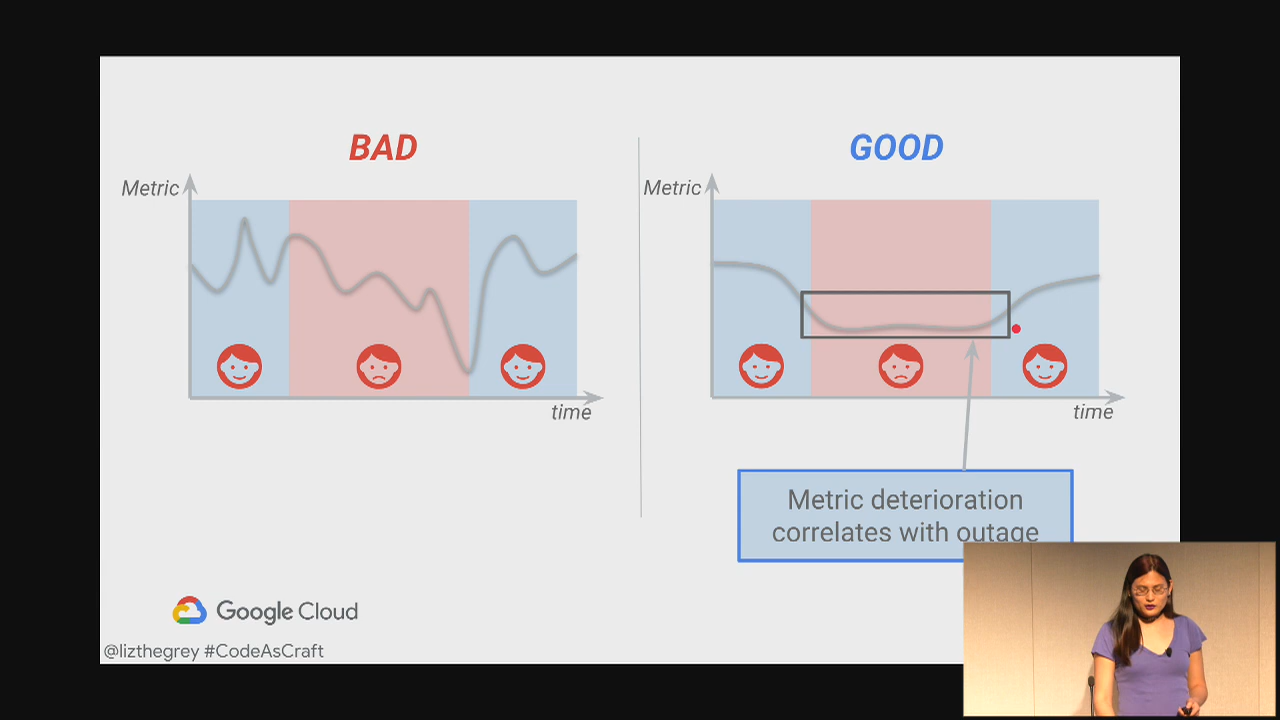 BAD
Metric
time
GOOD
Metric
time
Metric deterioration
correlates with outage
Google Cloud
@lizthegrey #CodeAsCraft